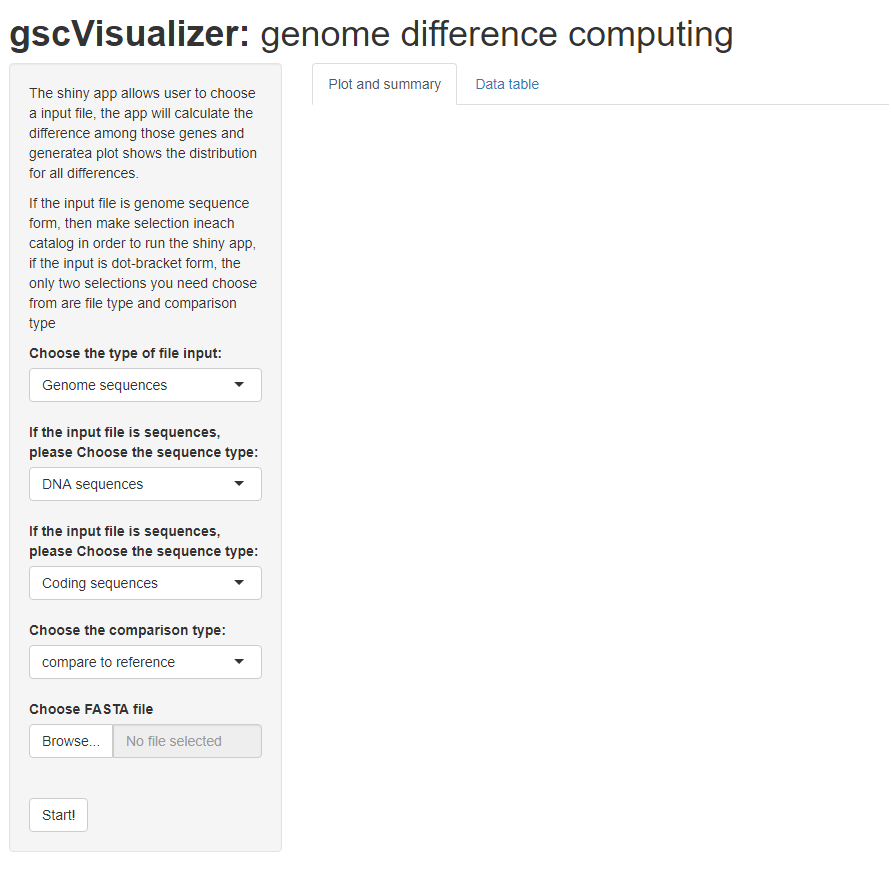 gscVisualizer: genome difference computing
The shiny app allows user to choose
a input file, the app will calculate the
difference among those genes and
generatea plot shows the distribution
for all differences.
If the input file is genome sequence
form, then make selection ineach
catalog in order to run the shiny app,
if the input is dot-bracket form, the
only two selections you need choose
from are file type and comparison
type
Choose the type of file input:
Genome sequences
If the input file is sequences,
please Choose the sequence type:
DNA sequences
If the input file is sequences,
please Choose the sequence type:
Coding sequences
Choose the comparison type:
compare to reference
Choose FASTA file
Browse... No file selected
Start!
Plot and summary Data table